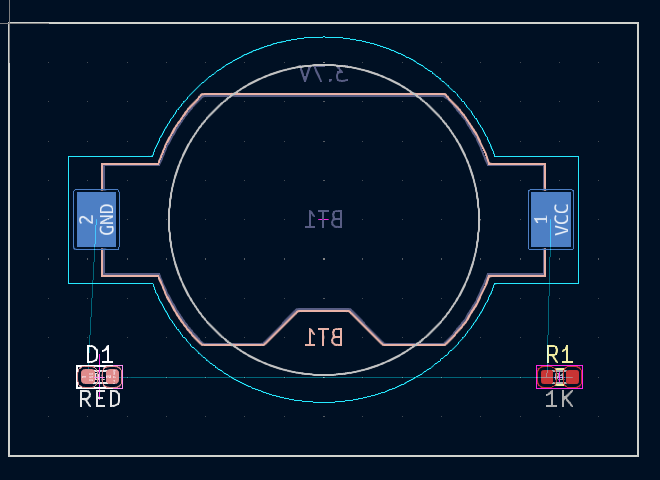 3.7V
BT1
2
GND
1
VCC
BT1
D1
R1
RED
1K